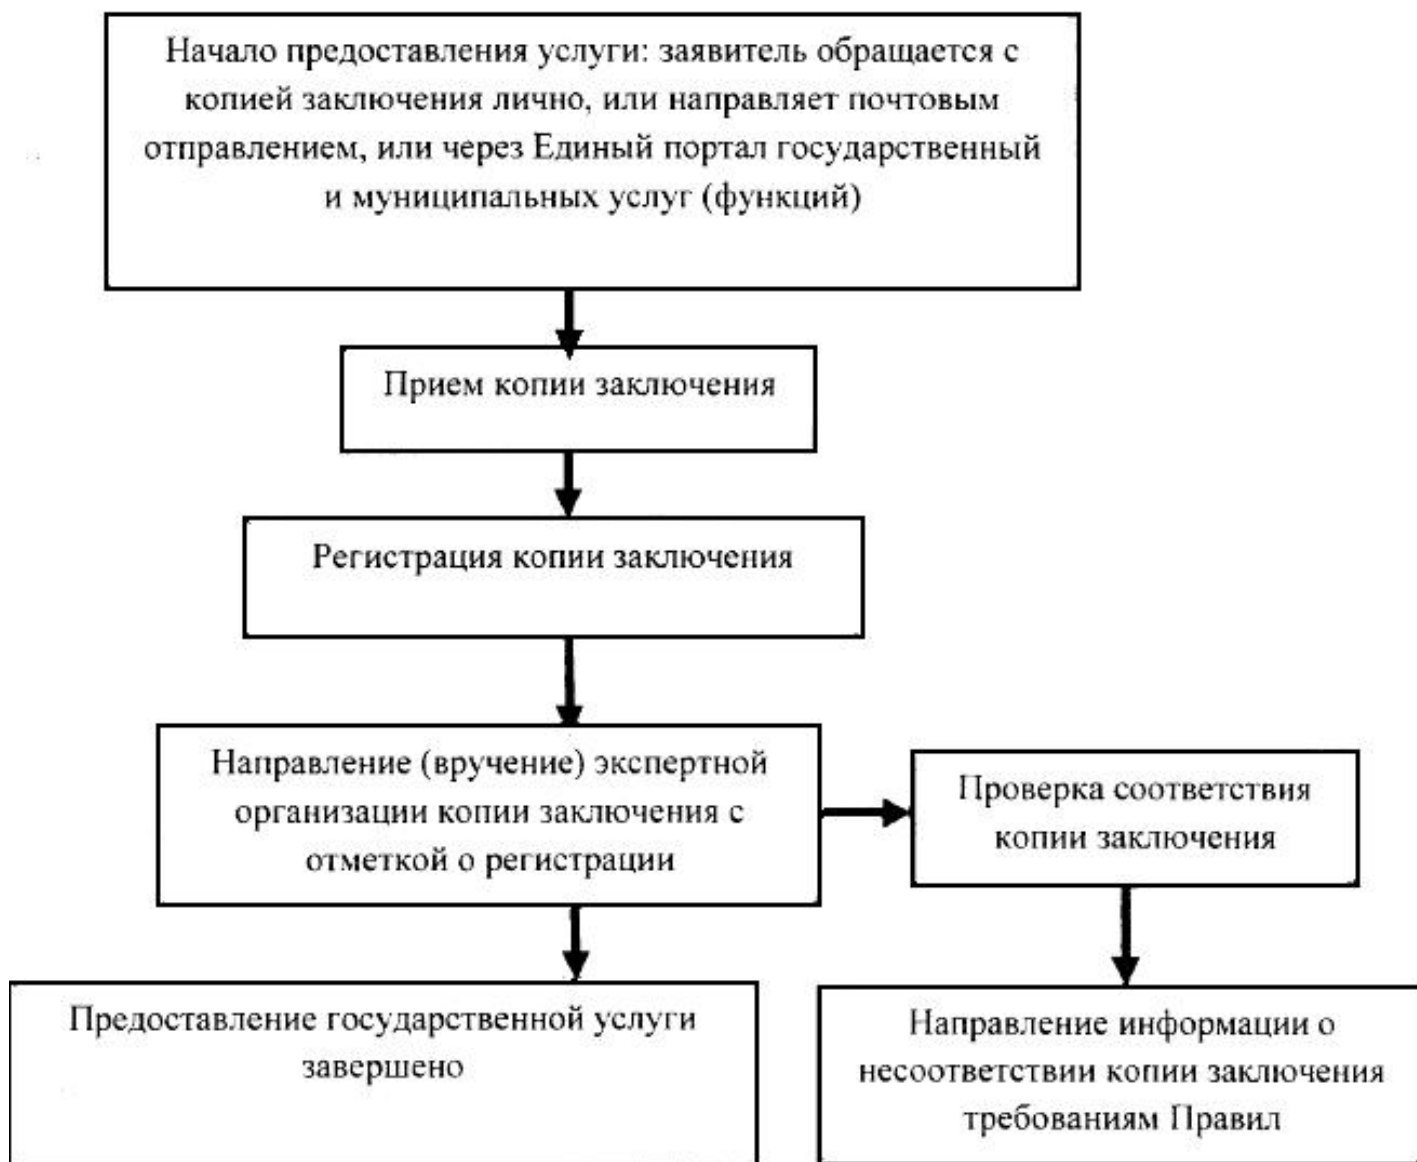 Начало предоставления услуги: заявитель обращается с
копией заключения лично, или направляет почтовым
отправлением, или через Единый портал государственный
и муниципальных услуг (функций)
Прием копии заключения
Регистрация копии заключения
Направление (вручение) экспертной
организации копии заключения с
отметкой о регистрации
Проверка соответствия
копии заключения
Предоставление государственной услуги
завершено
Направление информации о
несоответствии копии заключения
требованиям Правил